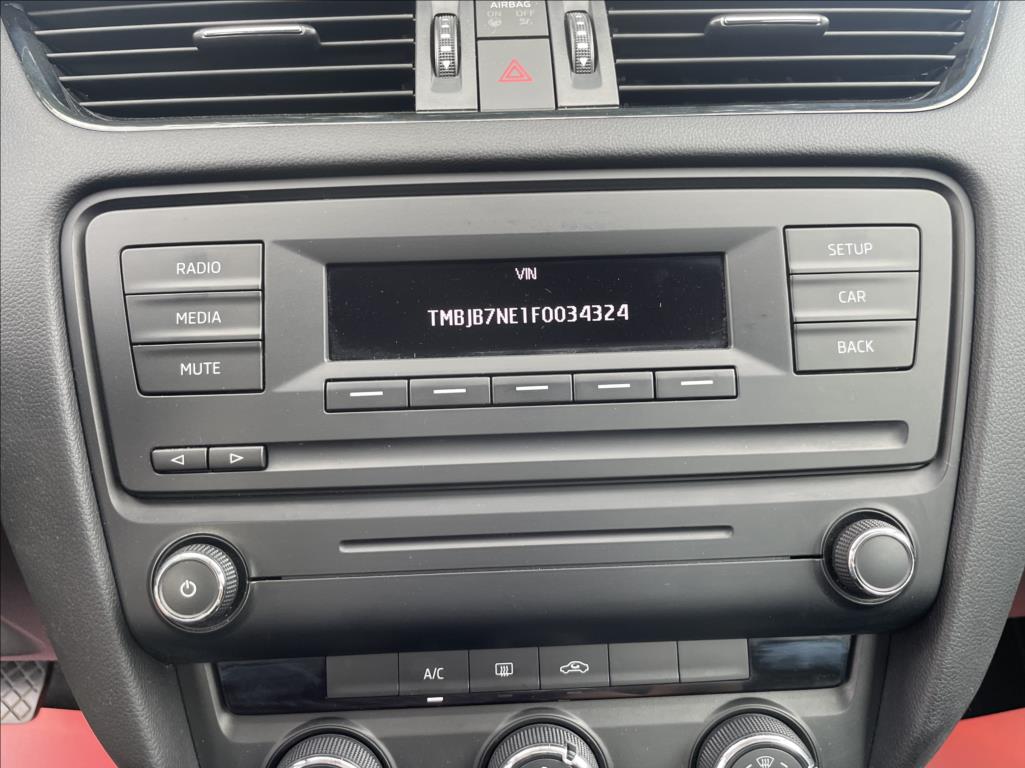 AIRBAG
ON OFF
VIN
TMBJB7NE1F0034324
RADIO
MEDIA
MUTE
SETUP
CAR
BACK
A/C